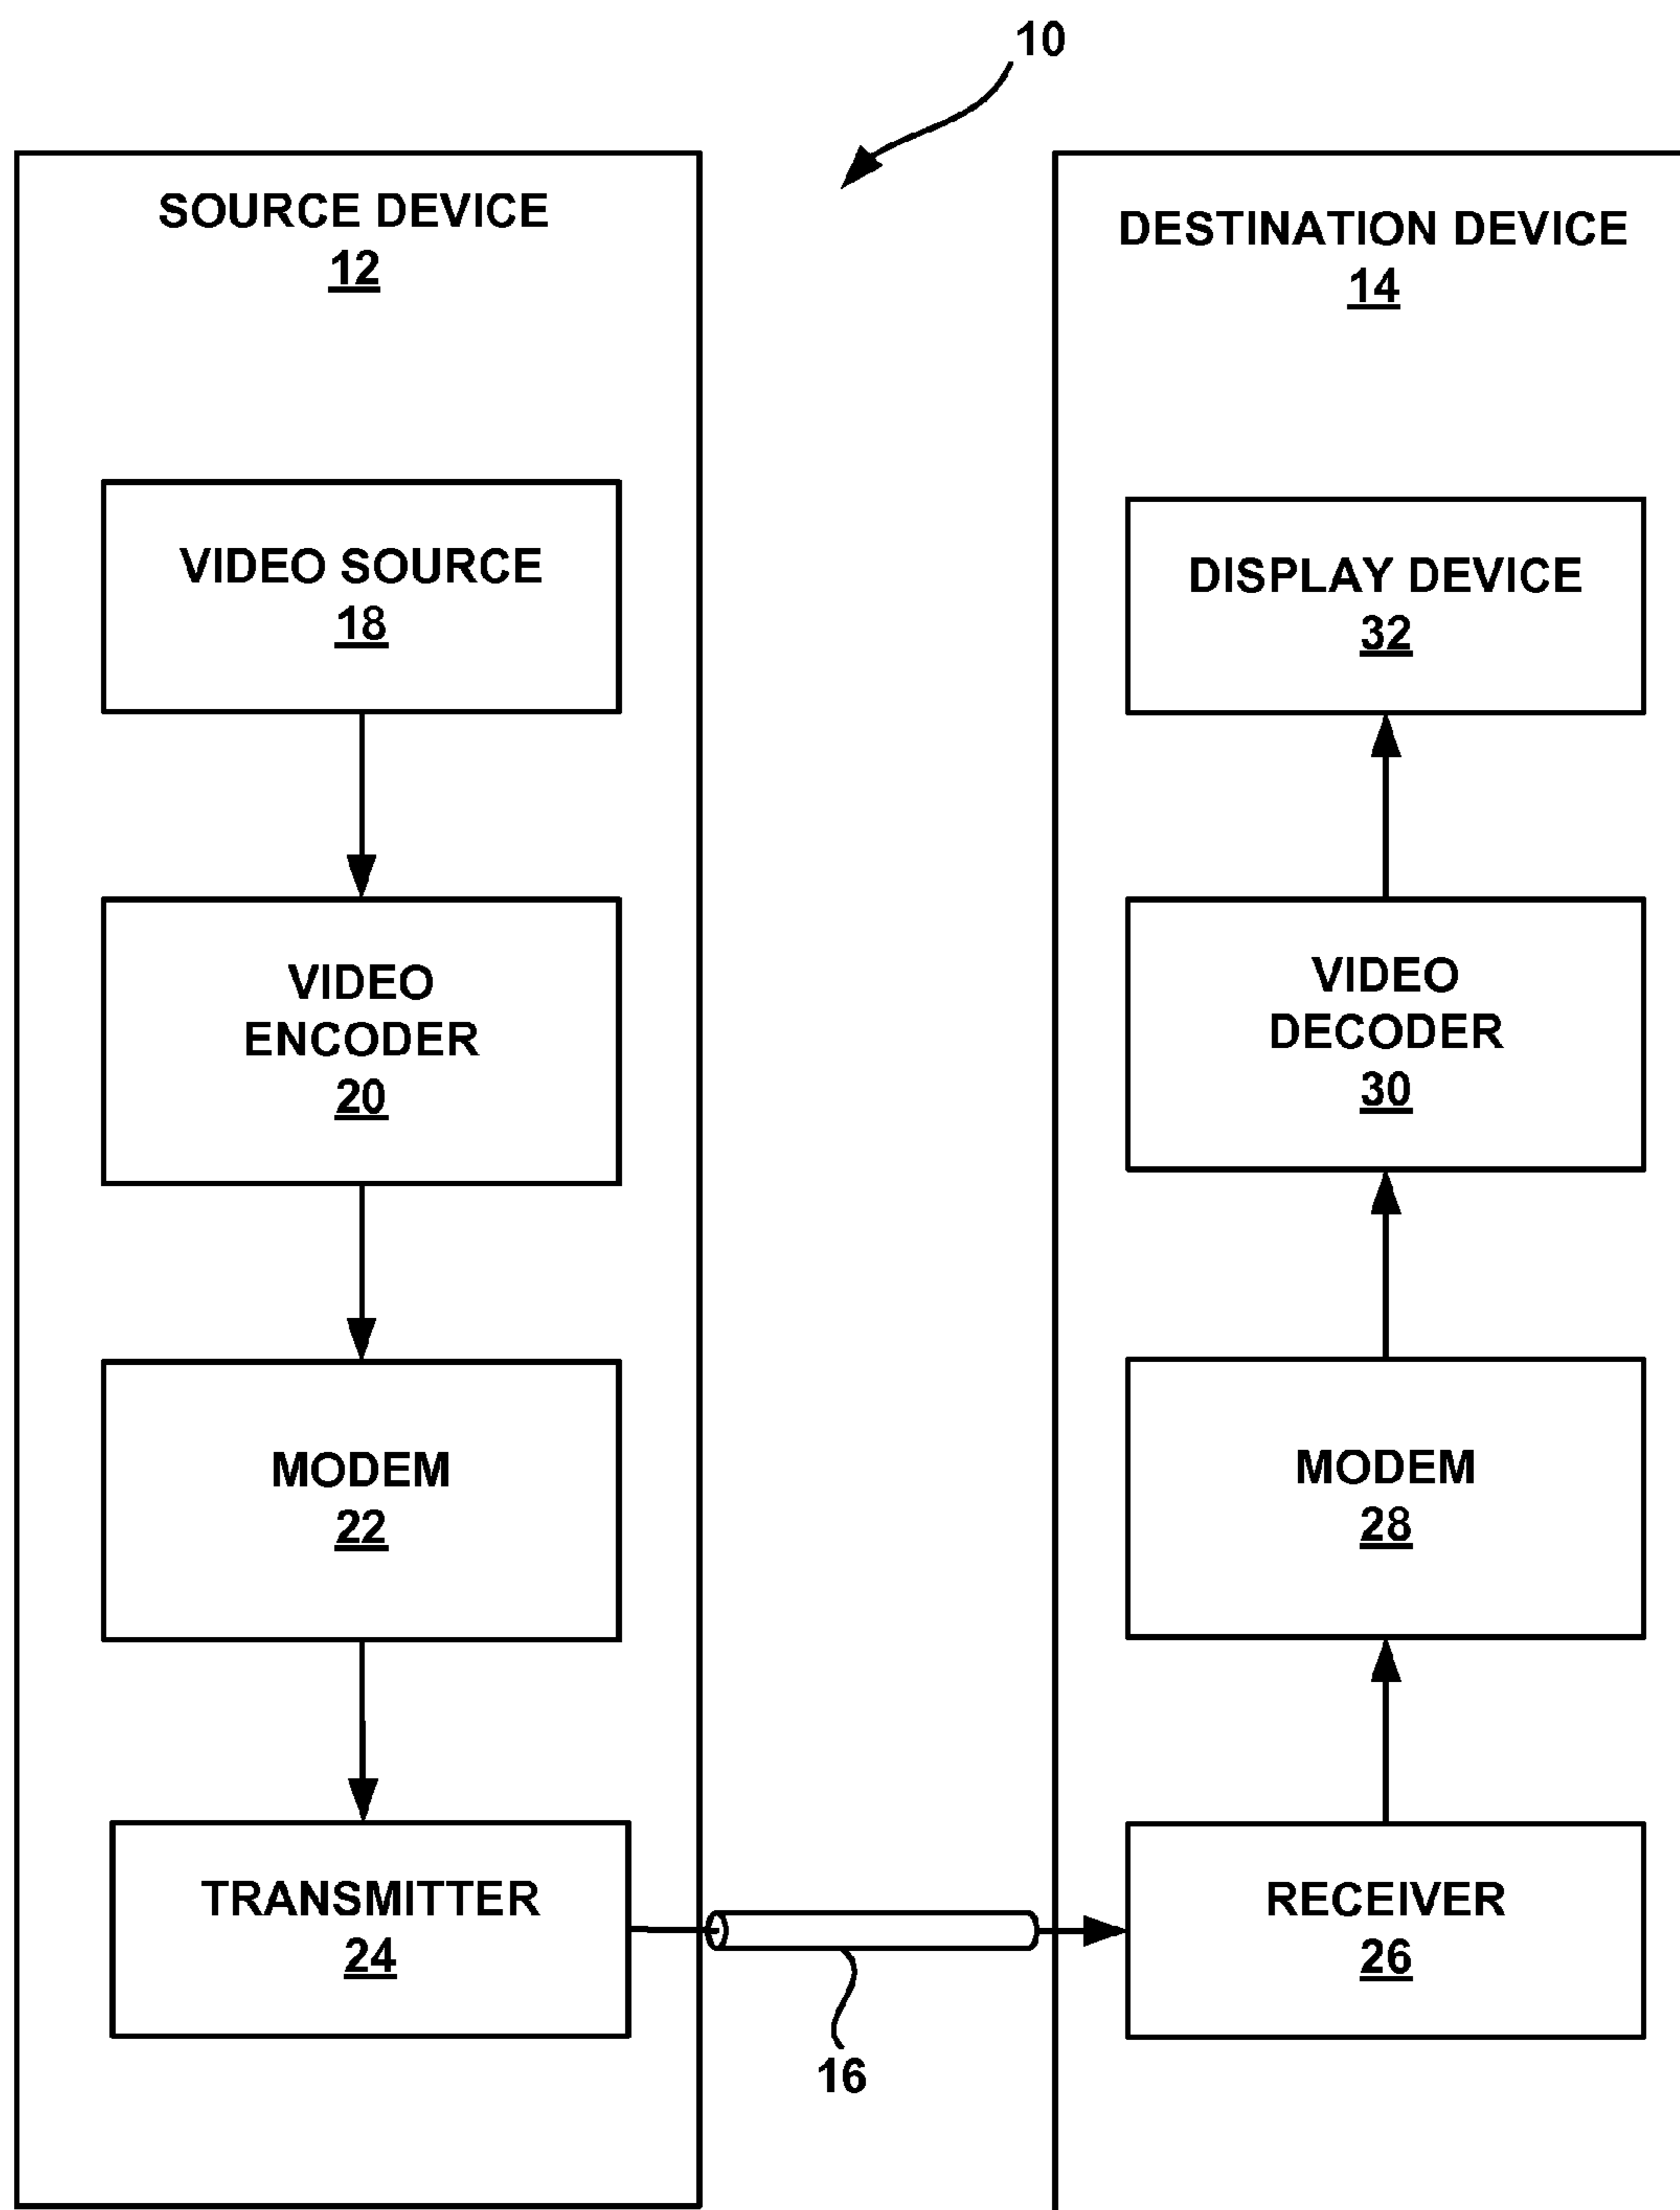 10
SOURCE DEVICE
12
VIDEO SOURCE
18
VIDEO
ENCODER
20
MODEM
22
TRANSMITTER
24
16
DESTINATION DEVICE
14
DISPLAY DEVICE
32
VIDEO
DECODER
30
MODEM
28
RECEIVER
26